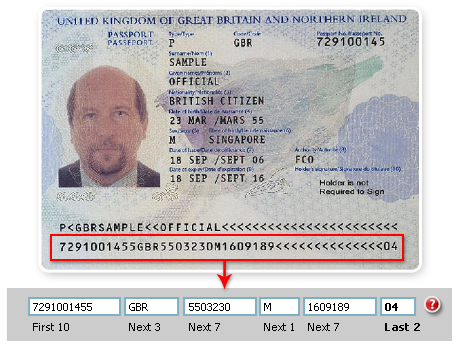 UNITED KINGDOM OF GREAT BRITAIN AND NORTHERN IRELAND
PASSPORT Type/Type Code/Code Passport No./Passeport No.
PASSEPORT P GBR 729100145
Surname/Nom (1)
SAMPLE
Given names/Prénoms (2)
OFFICIAL
Nationality/Nationalité (3)
BRITISH CITIZEN
Date of birth/Date de naissance (4)
23 MAR /MARS 55
Sex/Sexe (5) Place of birth/Lieu de naissance (6)
M SINGAPORE
Date of issue/Date de délivrance (7) Authority/Autorité (8)
18 SEP /SEPT 06 FCO
Date of expiry/Date d'expiration (9) Holder's signature/Signature du titulaire (10)
18 SEP /SEPT 16
Holder is not
Required to Sign
P<GBRSAMPLE<<OFFICIAL<<<<<<<<<<<<<<<<<<<<<<<
7291001455GBR5503230M1609189<<<<<<<<<<<<<<04
7291001455 GBR 5503230 M 1609189 04 ?
First 10 Next 3 Next 7 Next 1 Next 7 Last 2